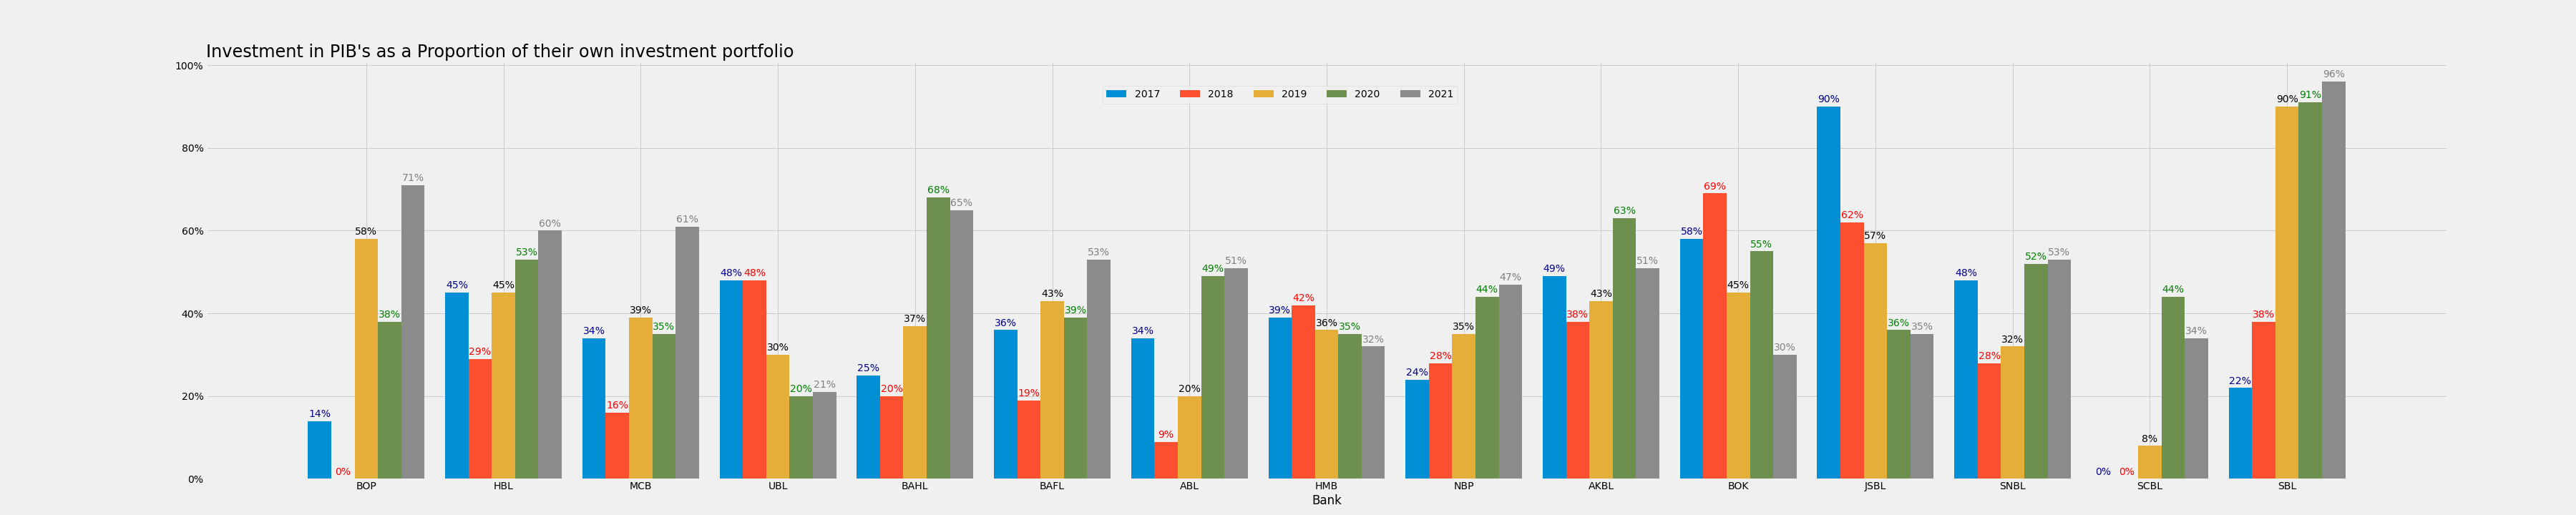 Investment in PIB's as a Proportion of their own investment portfolio
100%
80%
60%
40%
20%
0%
2017 2018 2019 2020 2021
14% 0% 58% 38% 71%
45% 29% 45% 53% 60%
34% 16% 39% 35% 61%
48% 48% 30% 20% 21%
25% 20% 37% 68% 65%
36% 19% 43% 39% 53%
34% 9% 20% 49% 51%
39% 42% 36% 35% 32%
24% 28% 35% 44% 47%
49% 38% 43% 63% 51%
58% 69% 45% 55% 30%
90% 62% 57% 36% 35%
48% 28% 32% 52% 53%
0% 0% 8% 44% 34%
22% 38% 90% 91% 96%
BOP HBL MCB UBL BAHL BAFL ABL HMB NBP AKBL BOK JSBL SNBL SCBL SBL
Bank